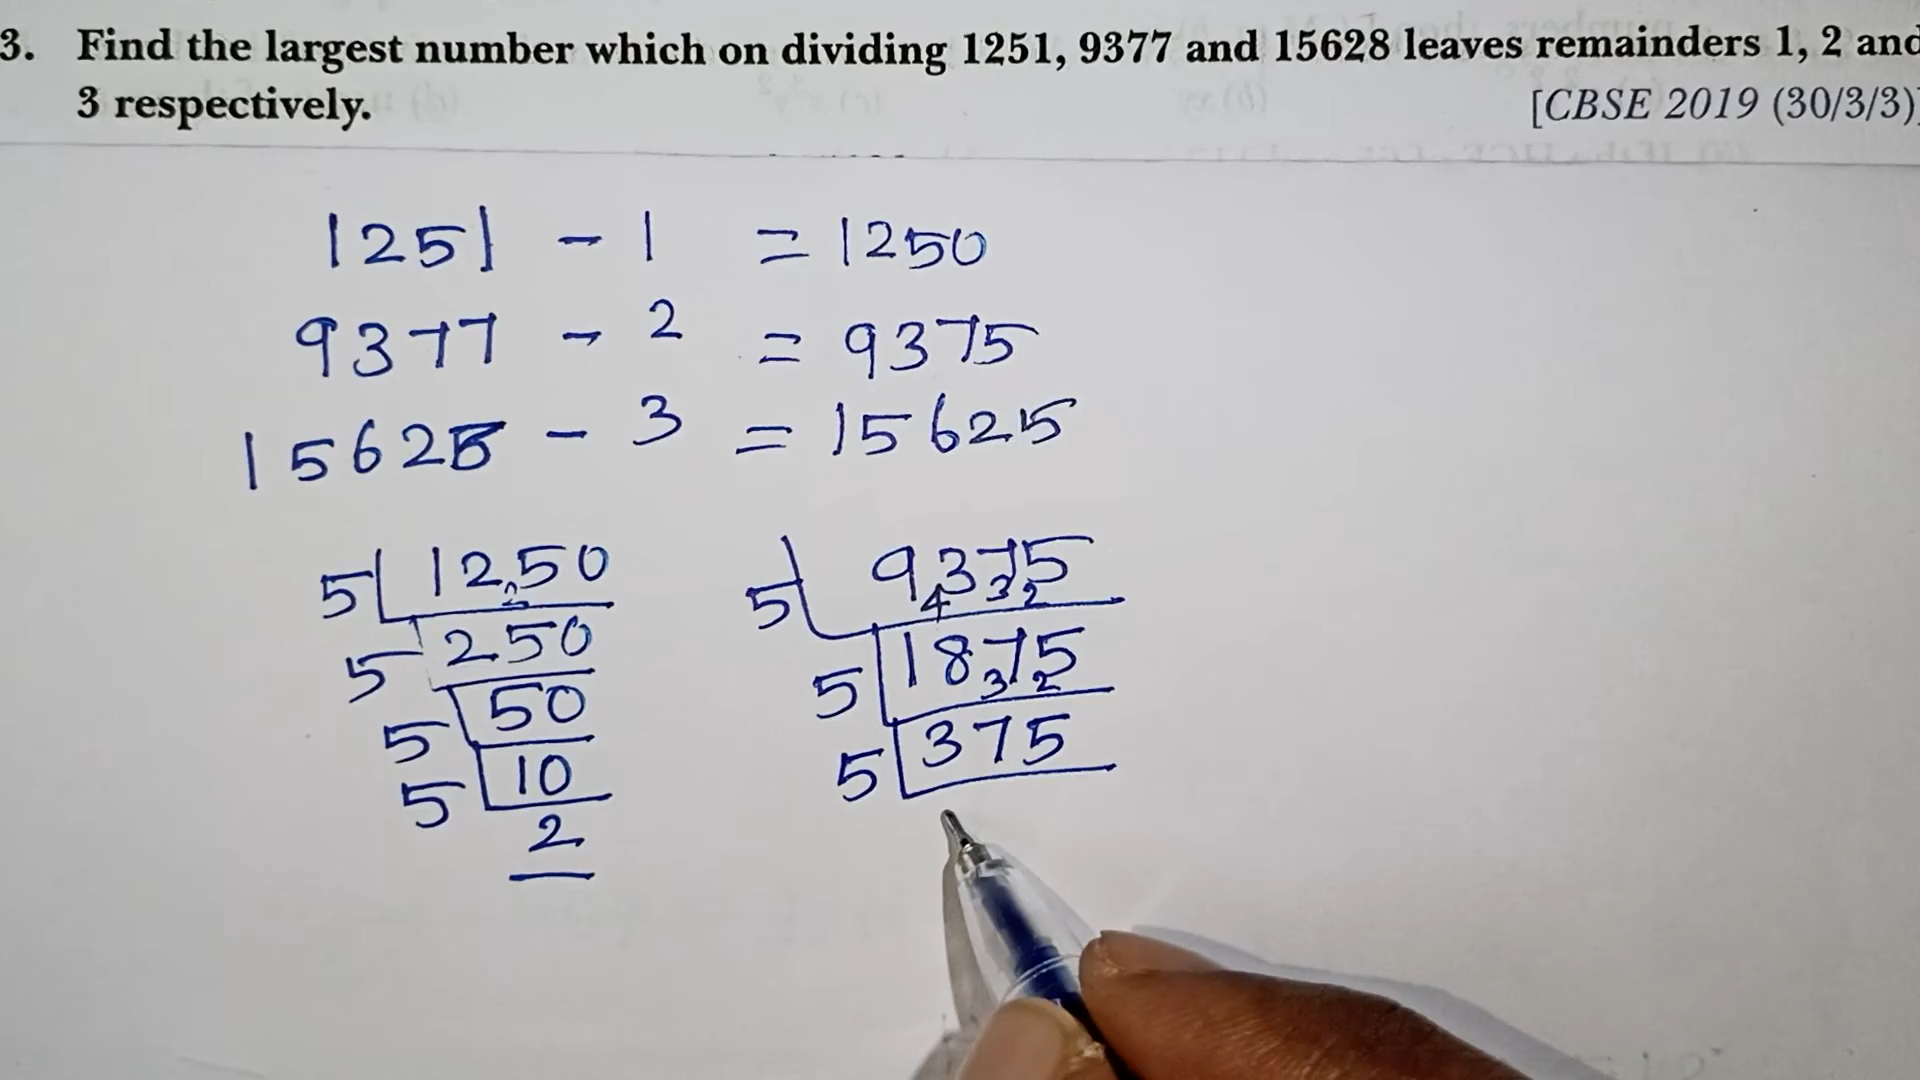 3. Find the largest number which on dividing 1251, 9377 and 15628 leaves remainders 1, 2 and
3 respectively. [CBSE 2019 (30/3/3)]
1251 - 1 = 1250
9377 - 2 = 9375
15628 - 3 = 15625
5 1250
5 250
5 50
5 10
2
5 9375
5 1875
5 375